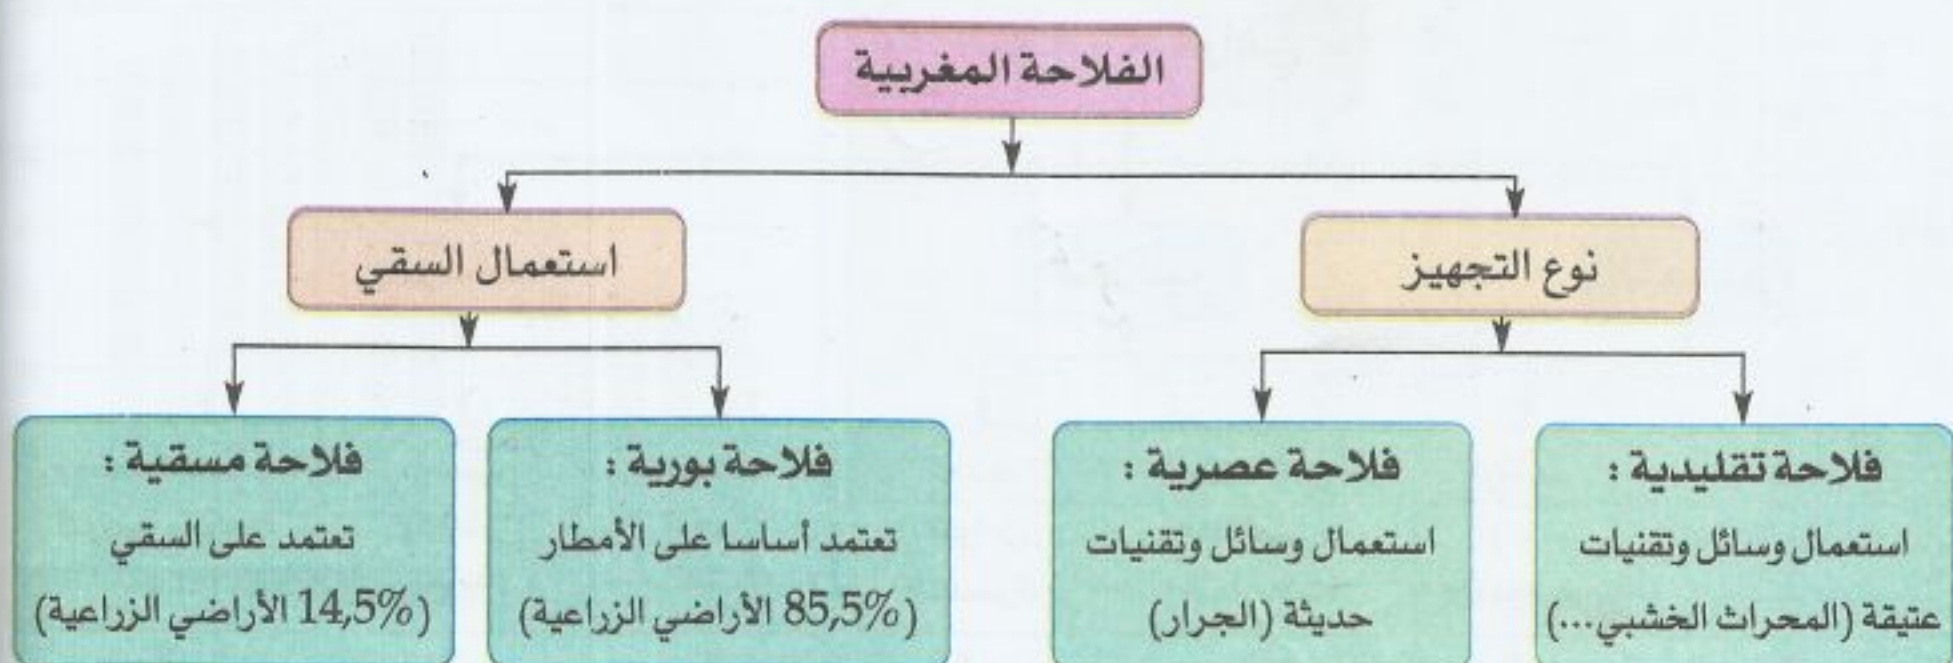 الفلاحة المغربية
نوع التجهيز
استعمال السقي
فلاحة تقليدية :
استعمال وسائل وتقنيات
عتيقة (المحراث الخشبي...)
فلاحة عصرية :
استعمال وسائل وتقنيات
حديثة (الجرار)
فلاحة بورية :
تعتمد أساسا على الأمطار
(85,5% الأراضي الزراعية)
فلاحة مسقية :
تعتمد على السقي
(14,5% الأراضي الزراعية)